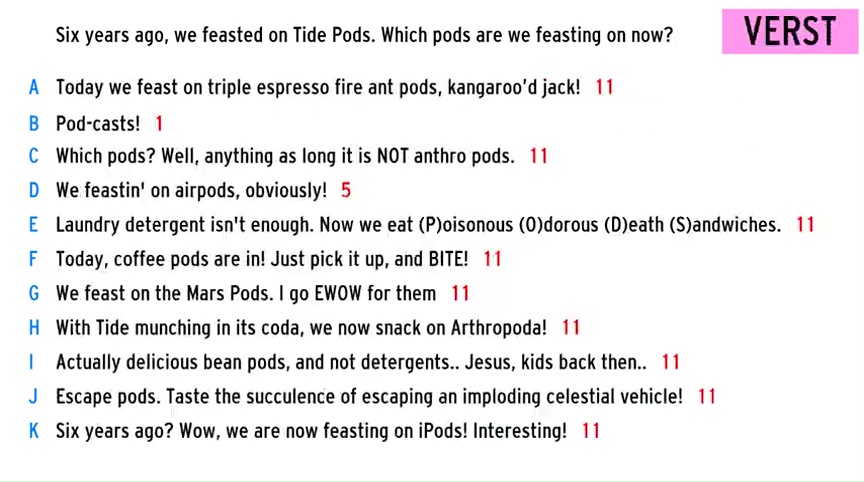 Six years ago, we feasted on Tide Pods. Which pods are we feasting on now?
VERST
A Today we feast on triple espresso fire ant pods, kangaroo'd jack! 11
B Pod-casts! 1
C Which pods? Well, anything as long it is NOT anthro pods. 11
D We feastin' on airpods, obviously! 5
E Laundry detergent isn't enough. Now we eat (P)oisonous (O)dorous (D)eath (S)andwiches. 11
F Today, coffee pods are in! Just pick it up, and BITE! 11
G We feast on the Mars Pods. I go EWOW for them 11
H With Tide munching in its coda, we now snack on Arthropoda! 11
I Actually delicious bean pods, and not detergents.. Jesus, kids back then.. 11
J Escape pods. Taste the succulence of escaping an imploding celestial vehicle! 11
K Six years ago? Wow, we are now feasting on iPods! Interesting! 11